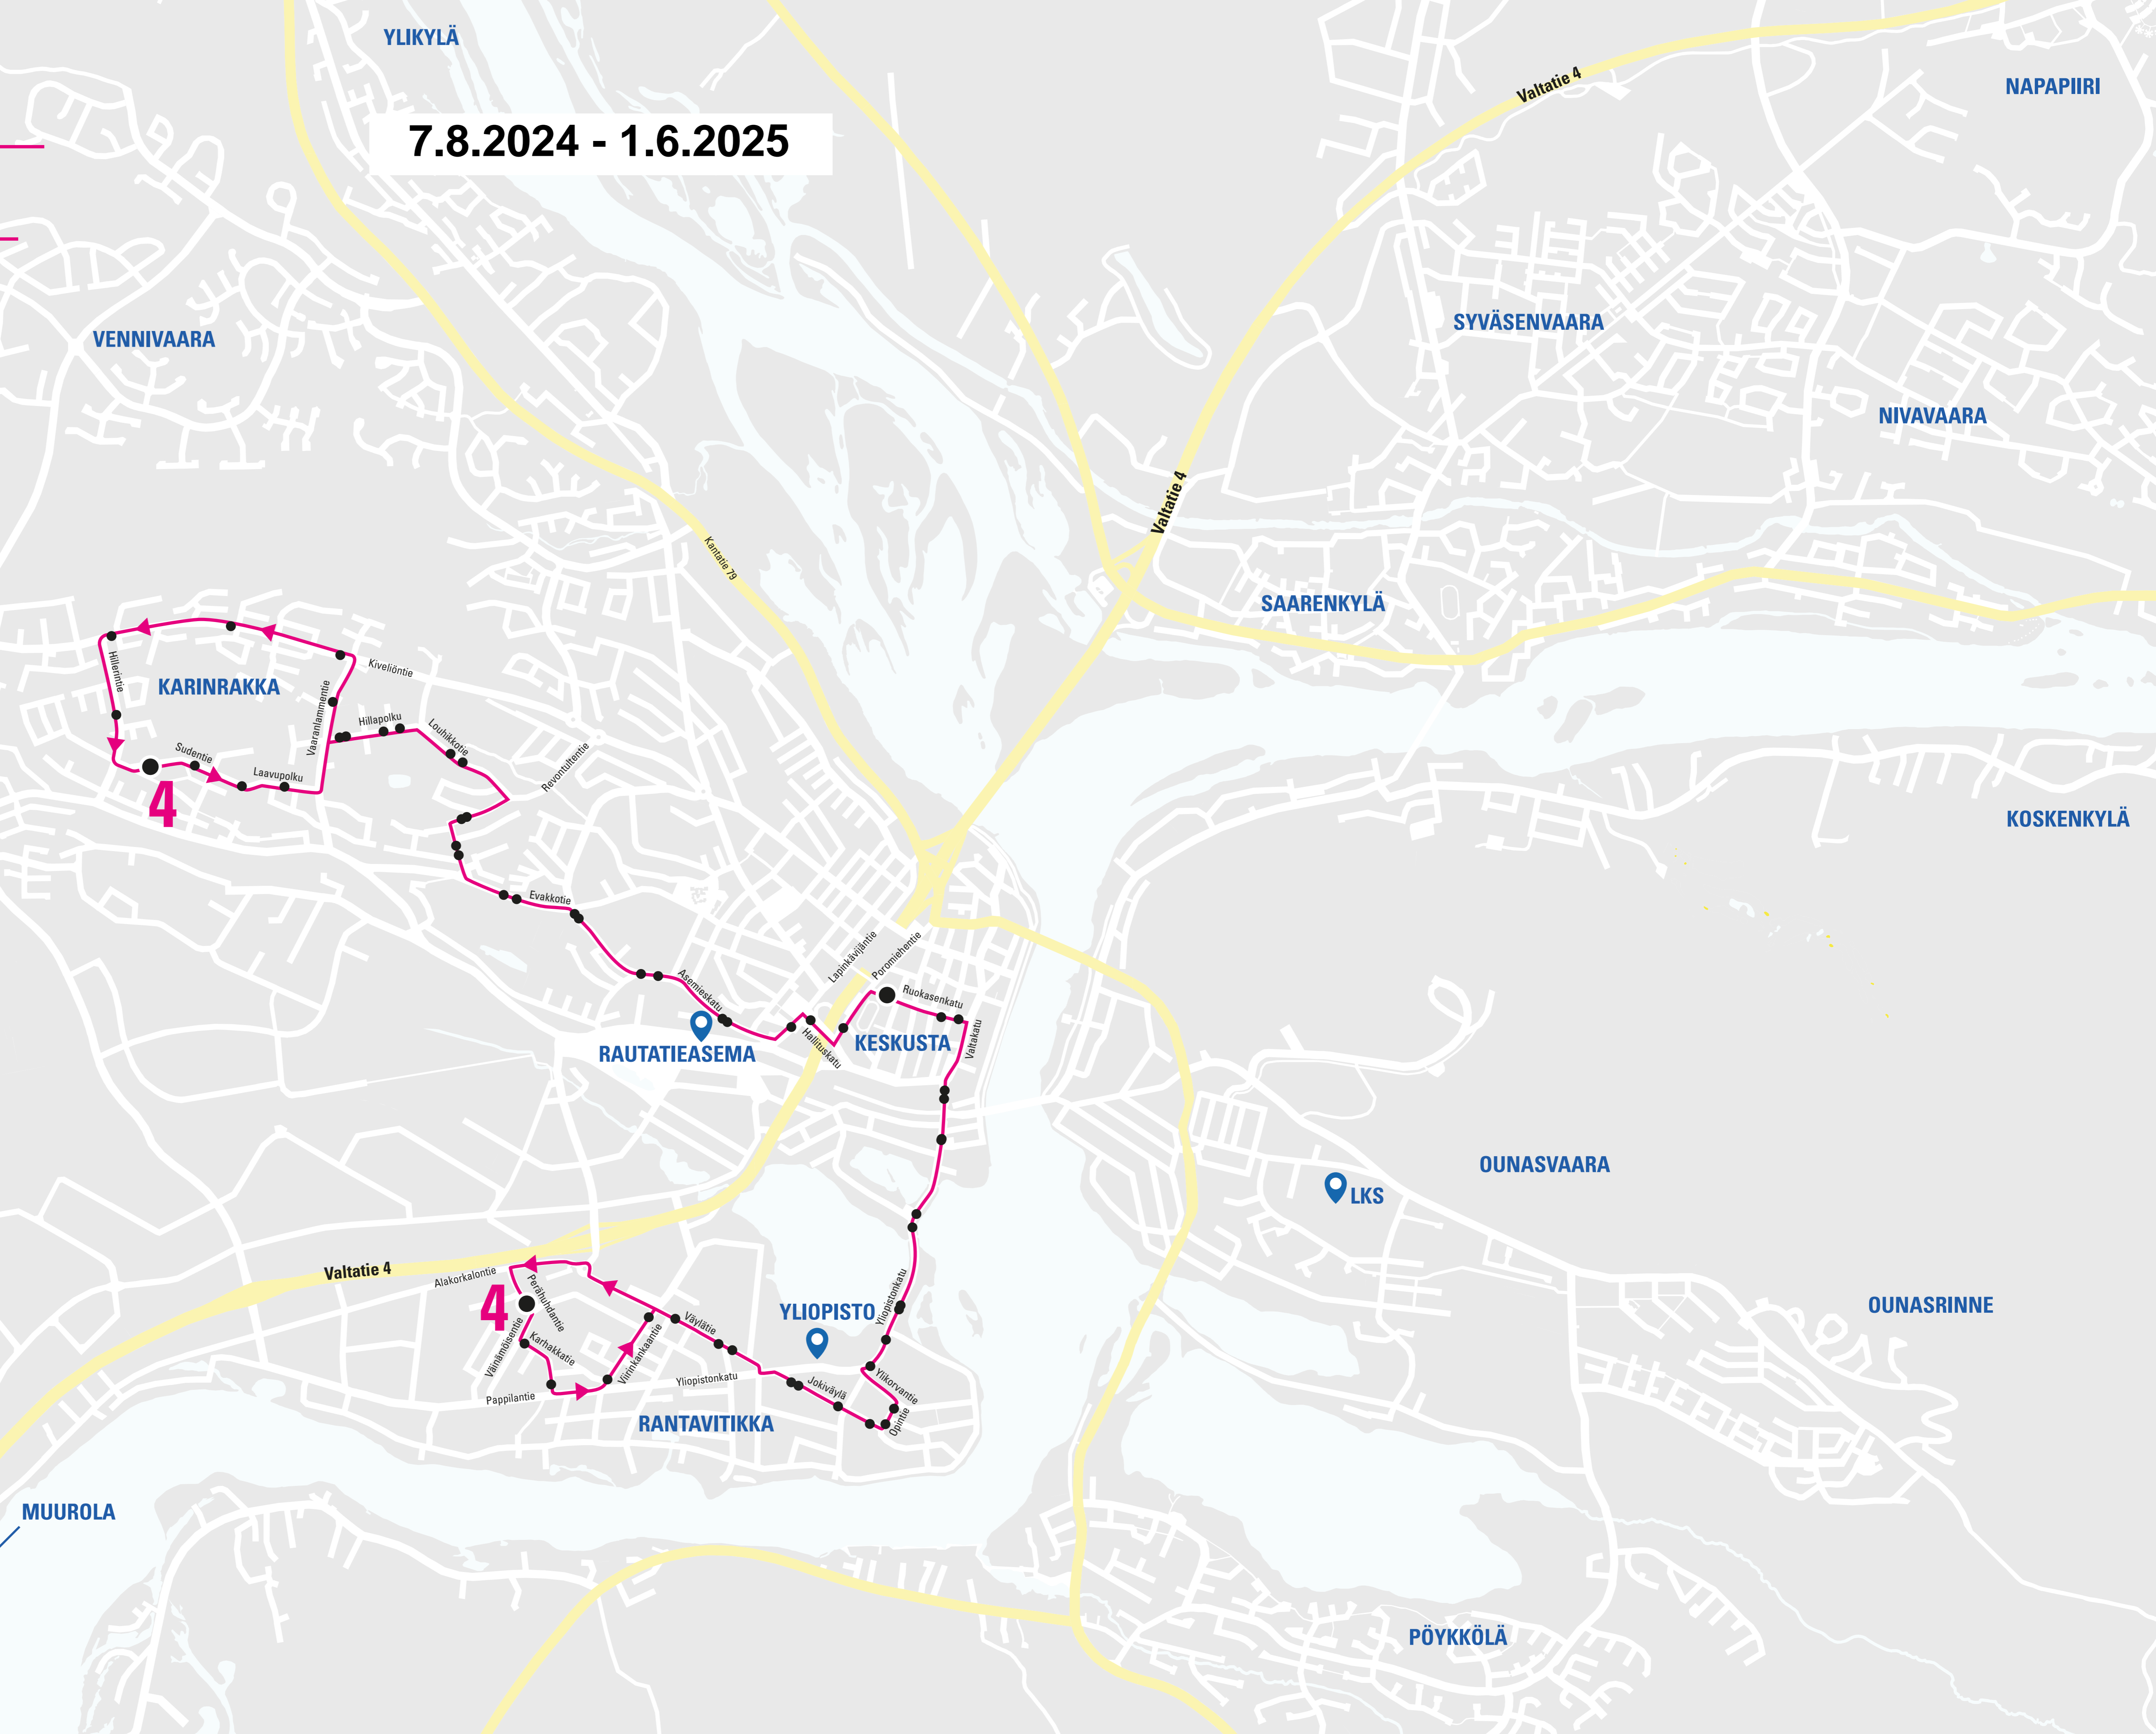 YLIKYLÄ
7.8.2024 - 1.6.2025
Valtatie 4
NAPAPIIRI
VENNIVAARA
SYVÄSENVAARA
NIVAVAARA
Valtatie 4
Kantatie 79
SAARENKYLÄ
Hillerintie
KARINRAKKA
Kiveliöntie
Vaaranlammentie
Hillapolku
Louhikkotie
Revontultentie
Sudentie
Laavupolku
4
KOSKENKYLÄ
Evakkotie
Lapinkävijäntie
Poromiehentie
Asemieskatu
Ruokasenkatu
RAUTATIEASEMA
Hallituskatu
KESKUSTA
Valtakatu
OUNASVAARA
LKS
Valtatie 4
Alakorkalontie
Perähuhdantie
4
Väinämöisentie
Karhakkatie
Väylätie
Viirinkankaantie
YLIOPISTO
Yliopistonkatu
OUNASRINNE
Pappilantie
Yliopistonkatu
Jokiväylä
Ylikorvantie
Opintie
RANTAVITIKKA
MUUROLA
PÖYKKÖLÄ